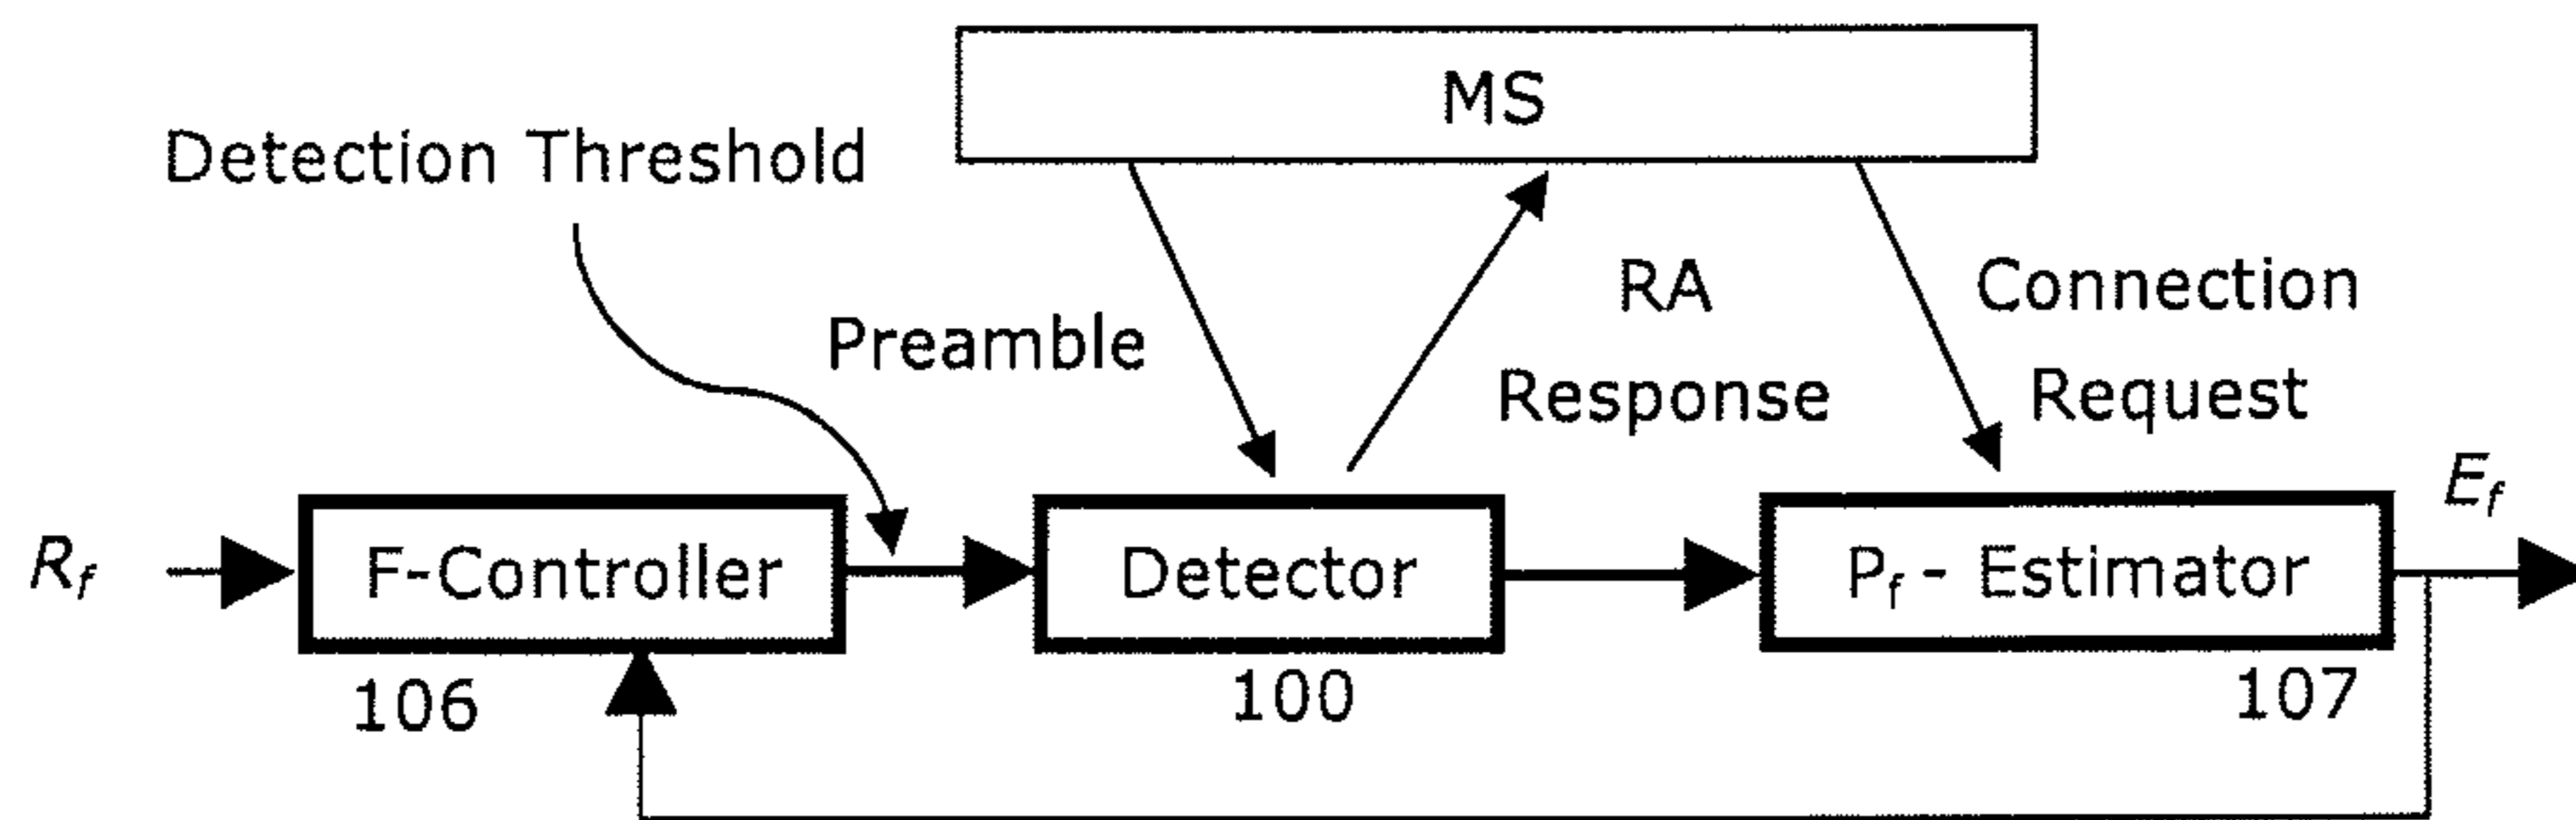 MS
Detection Threshold
Preamble
RA
Response
Connection
Request
R_f
F-Controller
Detector
P_f - Estimator
E_f
106
100
107